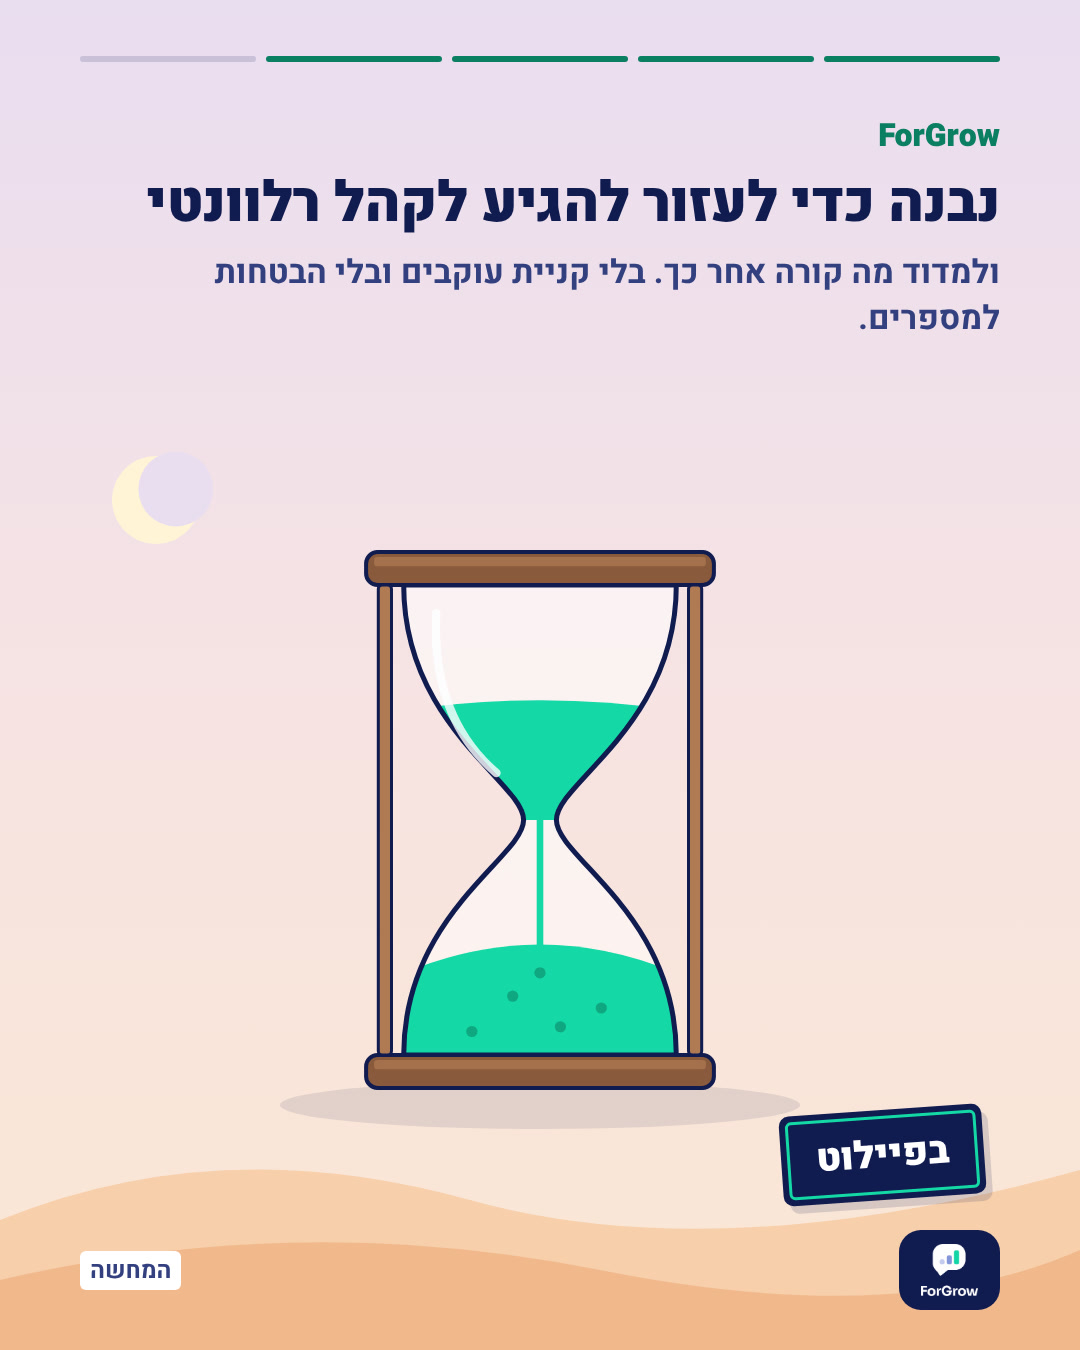 ForGrow
נבנה כדי לעזור להגיע לקהל רלוונטי
ולמדוד מה קורה אחר כך. בלי קניית עוקבים ובלי הבטחות
למספרים.
בפיילוט
המחשה
ForGrow